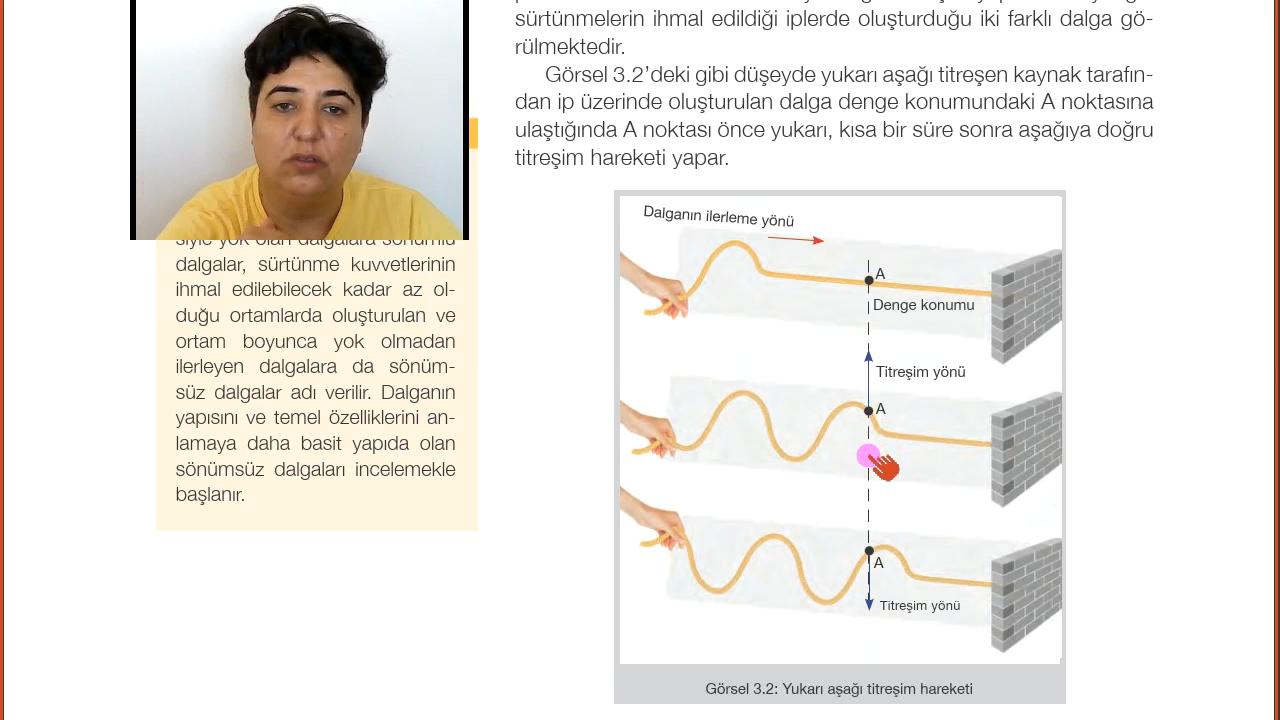 sürtünmelerin ihmal edildiği iplerde oluşturduğu iki farklı dalga gö-
rülmektedir.
Görsel 3.2’deki gibi düşeyde yukarı aşağı titreşen kaynak tarafın-
dan ip üzerinde oluşturulan dalga denge konumundaki A noktasına
ulaştığında A noktası önce yukarı, kısa bir süre sonra aşağıya doğru
titreşim hareketi yapar.
siyle yok olan dalgalara sönümlü
dalgalar, sürtünme kuvvetlerinin
ihmal edilebilecek kadar az ol-
duğu ortamlarda oluşturulan ve
ortam boyunca yok olmadan
ilerleyen dalgalara da sönüm-
süz dalgalar adı verilir. Dalganın
yapısını ve temel özelliklerini an-
lamaya daha basit yapıda olan
sönümsüz dalgaları incelemekle
başlanır.
Dalganın ilerleme yönü
A
Denge konumu
Titreşim yönü
A
A
Titreşim yönü
Görsel 3.2: Yukarı aşağı titreşim hareketi